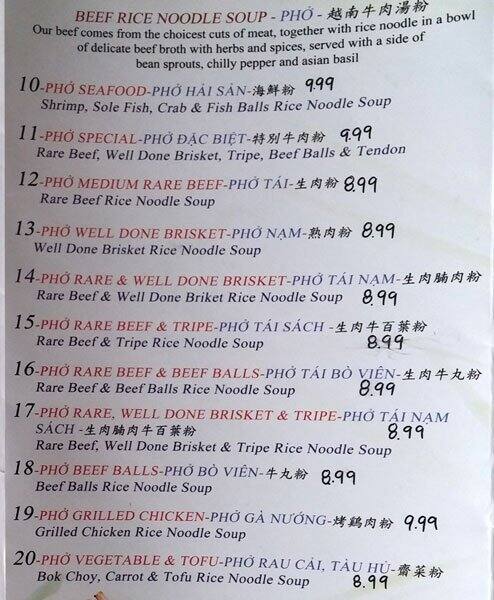 BEEF RICE NOODLE SOUP - PHỞ - 越南牛肉湯粉
Our beef comes from the choicest cuts of meat, together with rice noodle in a bowl
of delicate beef broth with herbs and spices, served with a side of
bean sprouts, chilly pepper and asian basil
10-PHỞ SEAFOOD-PHỞ HẢI SẢN-海鮮粉 9.99
Shrimp, Sole Fish, Crab & Fish Balls Rice Noodle Soup
11-PHỞ SPECIAL-PHỞ ĐẶC BIỆT-特別牛肉粉 9.99
Rare Beef, Well Done Brisket, Tripe, Beef Balls & Tendon
12-PHỞ MEDIUM RARE BEEF-PHỞ TÁI-生肉粉 8.99
Rare Beef Rice Noodle Soup
13-PHỞ WELL DONE BRISKET-PHỞ NẠM-熟肉粉 8.99
Well Done Brisket Rice Noodle Soup
14-PHỞ RARE & WELL DONE BRISKET-PHỞ TÁI NẠM-生肉腩肉粉
Rare Beef & Well Done Briket Rice Noodle Soup 8.99
15-PHỞ RARE BEEF & TRIPE-PHỞ TÁI SÁCH -生肉牛百葉粉
Rare Beef & Tripe Rice Noodle Soup 8.99
16-PHỞ RARE BEEF & BEEF BALLS-PHỞ TÁI BÒ VIÊN-生肉牛丸粉
Rare Beef & Beef Balls Rice Noodle Soup 8.99
17-PHỞ RARE, WELL DONE BRISKET & TRIPE-PHỞ TÁI NẠM
SÁCH -生肉腩肉牛百葉粉 8.99
Rare Beef, Well Done Brisket & Tripe Rice Noodle Soup
18-PHỞ BEEF BALLS-PHỞ BÒ VIÊN-牛丸粉 8.99
Beef Balls Rice Noodle Soup
19-PHỞ GRILLED CHICKEN-PHỞ GÀ NƯỚNG-烤鷄肉粉 9.99
Grilled Chicken Rice Noodle Soup
20-PHỞ VEGETABLE & TOFU-PHỞ RAU CẢI, TÀU HỦ-齋菜粉
Bok Choy, Carrot & Tofu Rice Noodle Soup 8.99